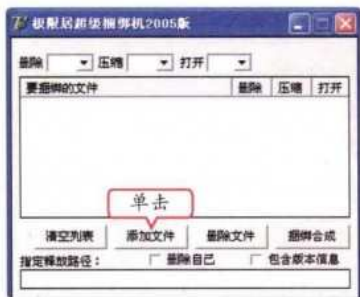 极限居超级捆绑机2005版
删除 压缩 打开
要捆绑的文件 删除 压缩 打开
单击
清空列表 添加文件 删除文件 捆绑合成
指定释放路径： 删除自己 包含版本信息